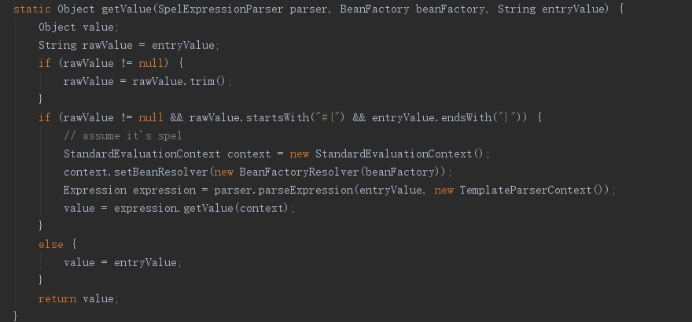 static Object getValue(SpelExpressionParser parser, BeanFactory beanFactory, String entryValue) {
    Object value;
    String rawValue = entryValue;
    if (rawValue != null) {
        rawValue = rawValue.trim();
    }
    if (rawValue != null && rawValue.startsWith("#{") && entryValue.endsWith("}")) {
        // assume it's spel
        StandardEvaluationContext context = new StandardEvaluationContext();
        context.setBeanResolver(new BeanFactoryResolver(beanFactory));
        Expression expression = parser.parseExpression(entryValue, new TemplateParserContext());
        value = expression.getValue(context);
    }
    else {
        value = entryValue;
    }
    return value;
}